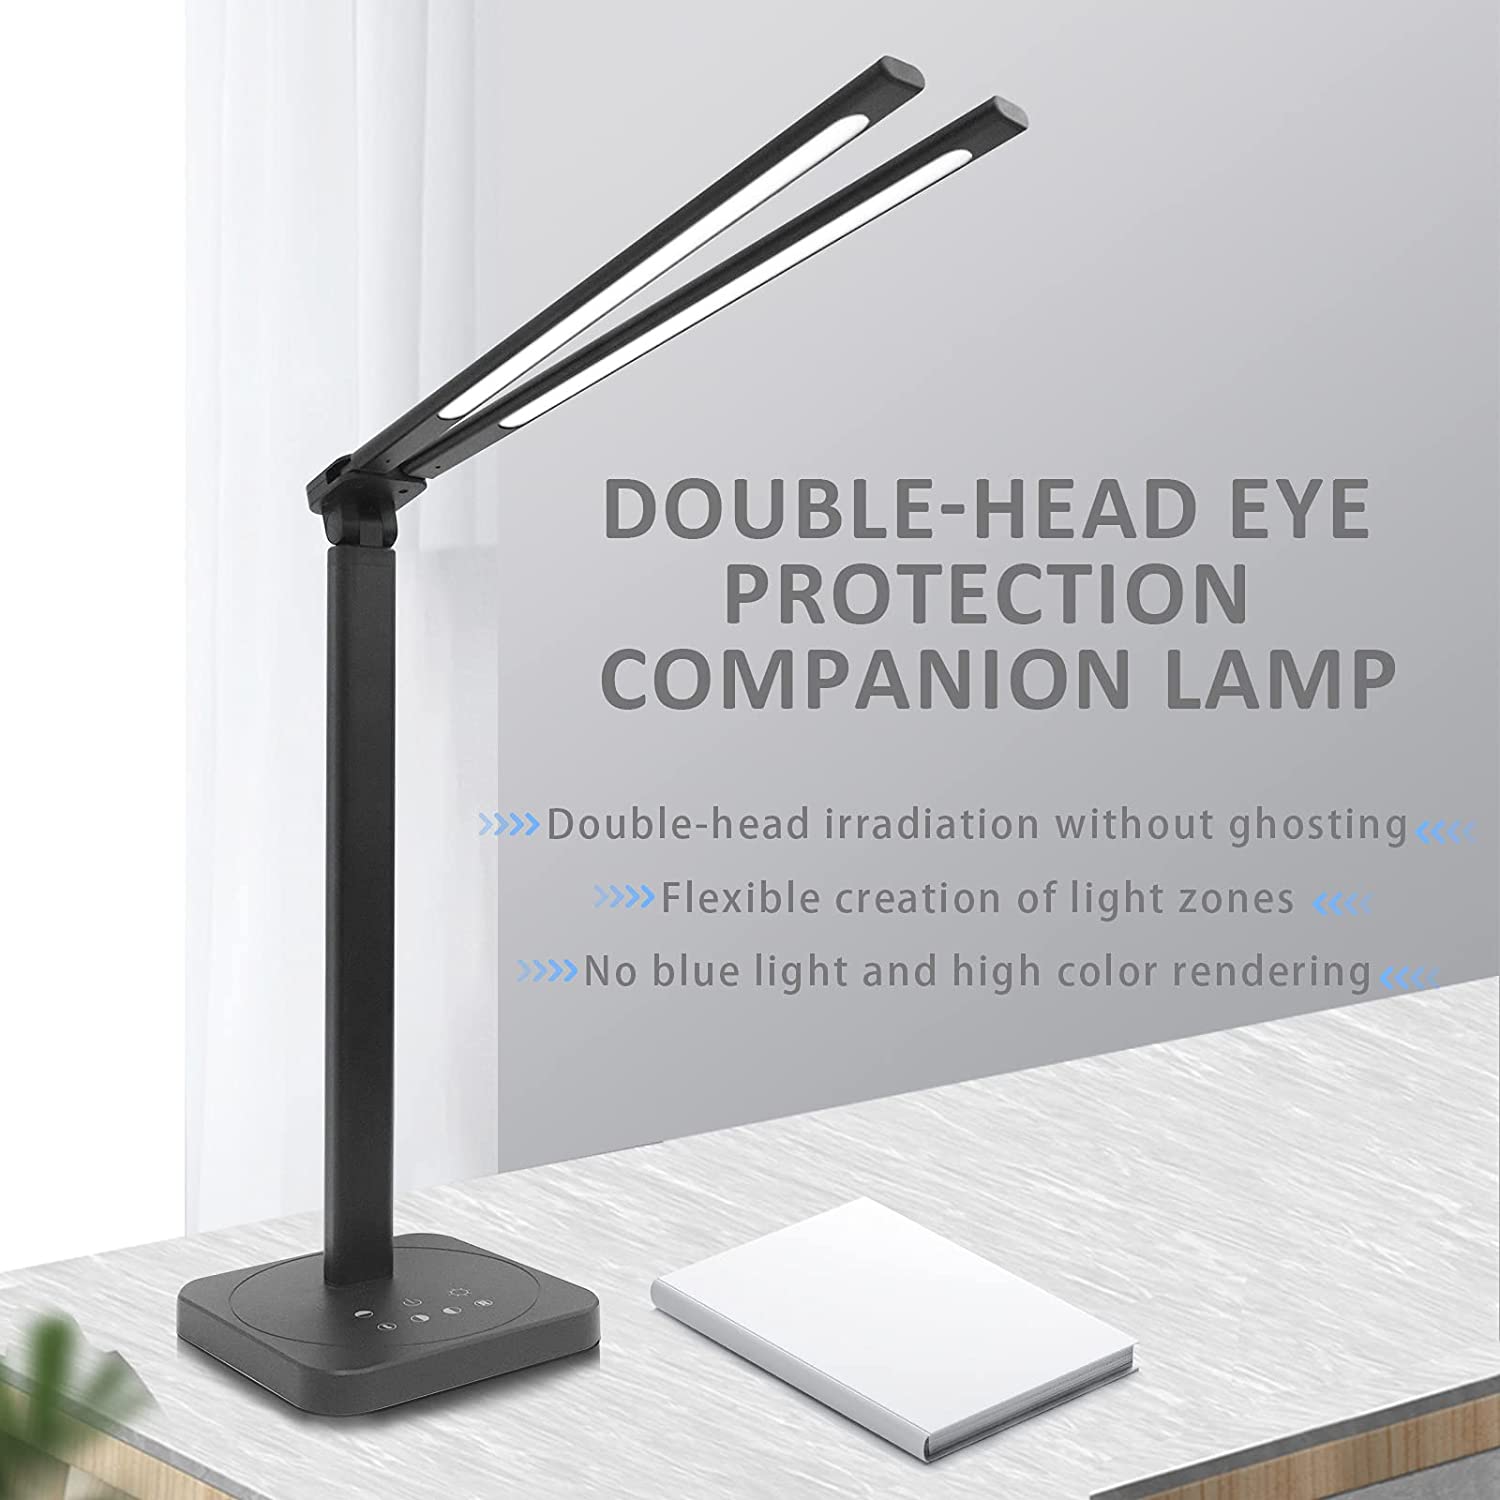 DOUBLE-HEAD EYE
PROTECTION
COMPANION LAMP
Double-head irradiation without ghosting
Flexible creation of light zones
No blue light and high color rendering